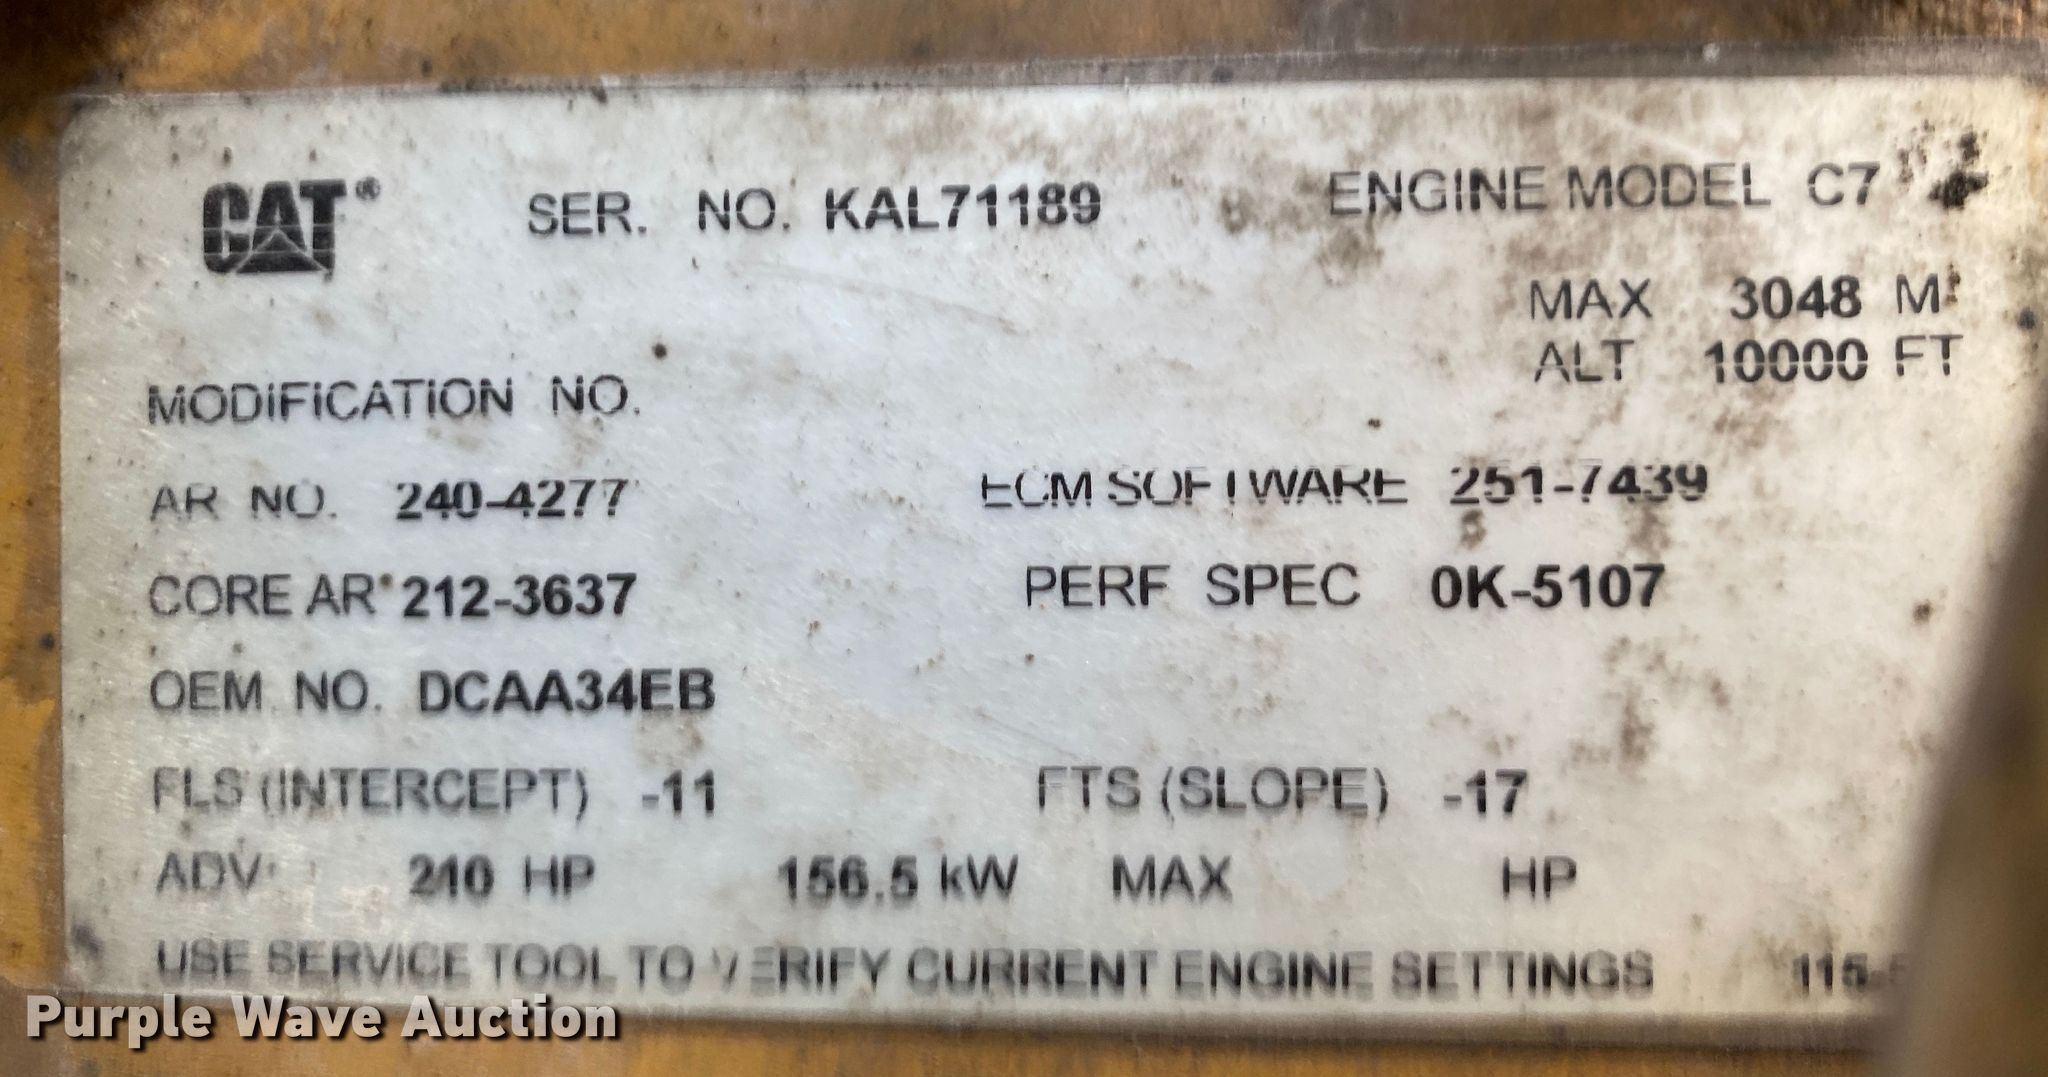 CAT® SER. NO. KAL71189 ENGINE MODEL C7
MAX 3048 M
ALT 10000 FT
MODIFICATION NO.
AR NO. 240-4277 ECM SOFTWARE 251-7439
CORE AR 212-3637 PERF SPEC 0K-5107
OEM NO. DCAA34EB
FLS (INTERCEPT) -11 FTS (SLOPE) -17
ADV 210 HP 156.5 kW MAX HP
USE SERVICE TOOL TO VERIFY CURRENT ENGINE SETTINGS
Purple Wave Auction